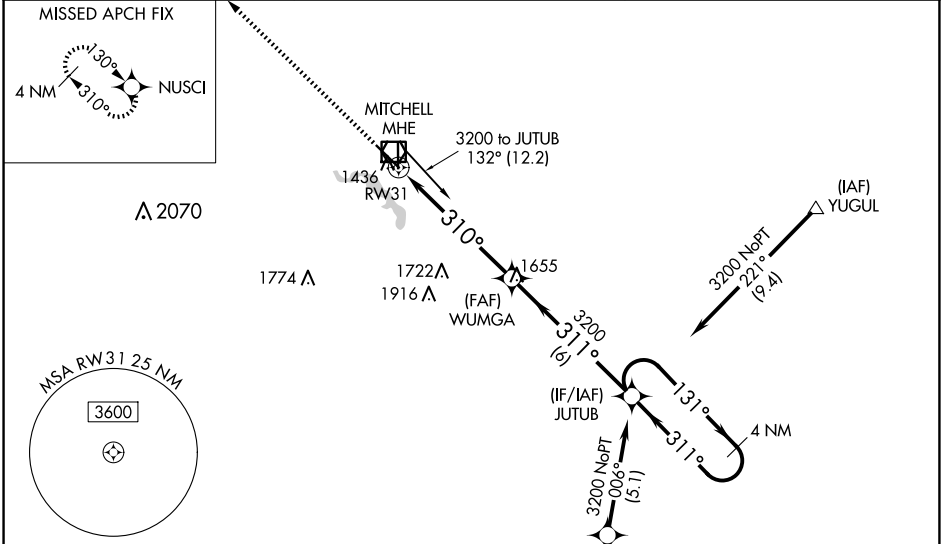 MISSED APCH FIX
130°
4 NM
310°
NUSCI
MITCHELL
MHE
3200 to JUTUB
132° (12.2)
1436
RW31
2070
310°
(IAF)
YUGUL
3200 NoPT
221°
(9.4)
1774
1722
1916
1655
(FAF)
WUMGA
3200
311°
(6)
MSA RW31 25 NM
3600
(IF/IAF)
JUTUB
131°
4 NM
311°
3200 NoPT
006°
(5.1)